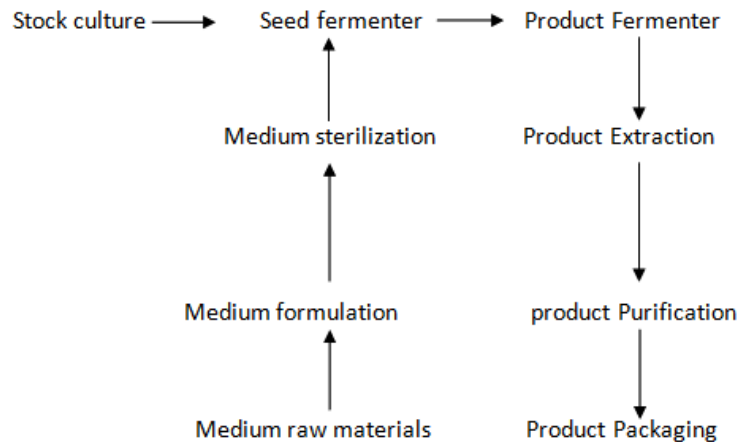 Stock culture
Seed fermenter
Product Fermenter
Medium sterilization
Product Extraction
Medium formulation
product Purification
Medium raw materials
Product Packaging